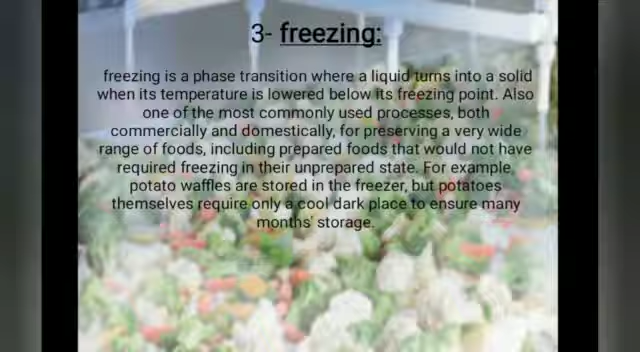 3- freezing:
freezing is a phase transition where a liquid turns into a solid
when its temperature is lowered below its freezing point. Also
one of the most commonly used processes, both
commercially and domestically, for preserving a very wide
range of foods, including prepared foods that would not have
required freezing in their unprepared state. For example,
potato waffles are stored in the freezer, but potatoes
themselves require only a cool dark place to ensure many
months' storage.